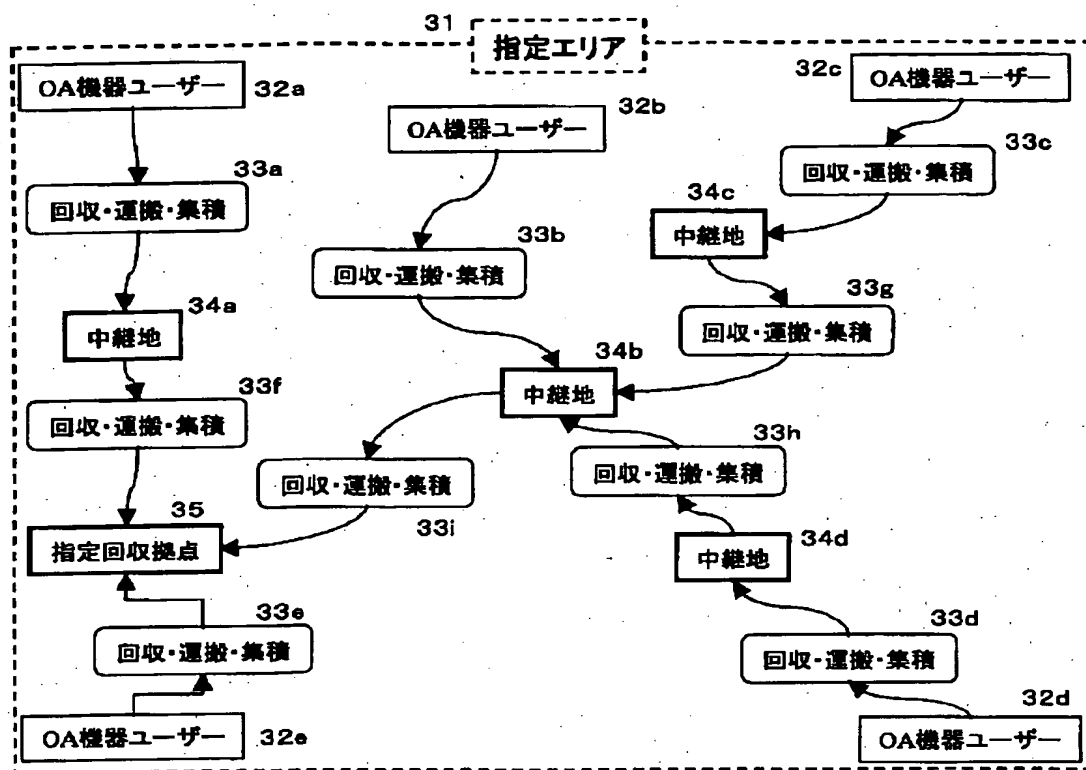 31
指定エリア
OA機器ユーザー
32a
32b
OA機器ユーザー
32c
OA機器ユーザー
33a
回収・運搬・集積
33b
回収・運搬・集積
33c
回収・運搬・集積
34c
中継地
34a
中継地
33g
回収・運搬・集積
34b
中継地
33f
回収・運搬・集積
33h
回収・運搬・集積
回収・運搬・集積
33i
35
指定回収拠点
34d
中継地
33e
回収・運搬・集積
33d
回収・運搬・集積
OA機器ユーザー
32e
32d
OA機器ユーザー